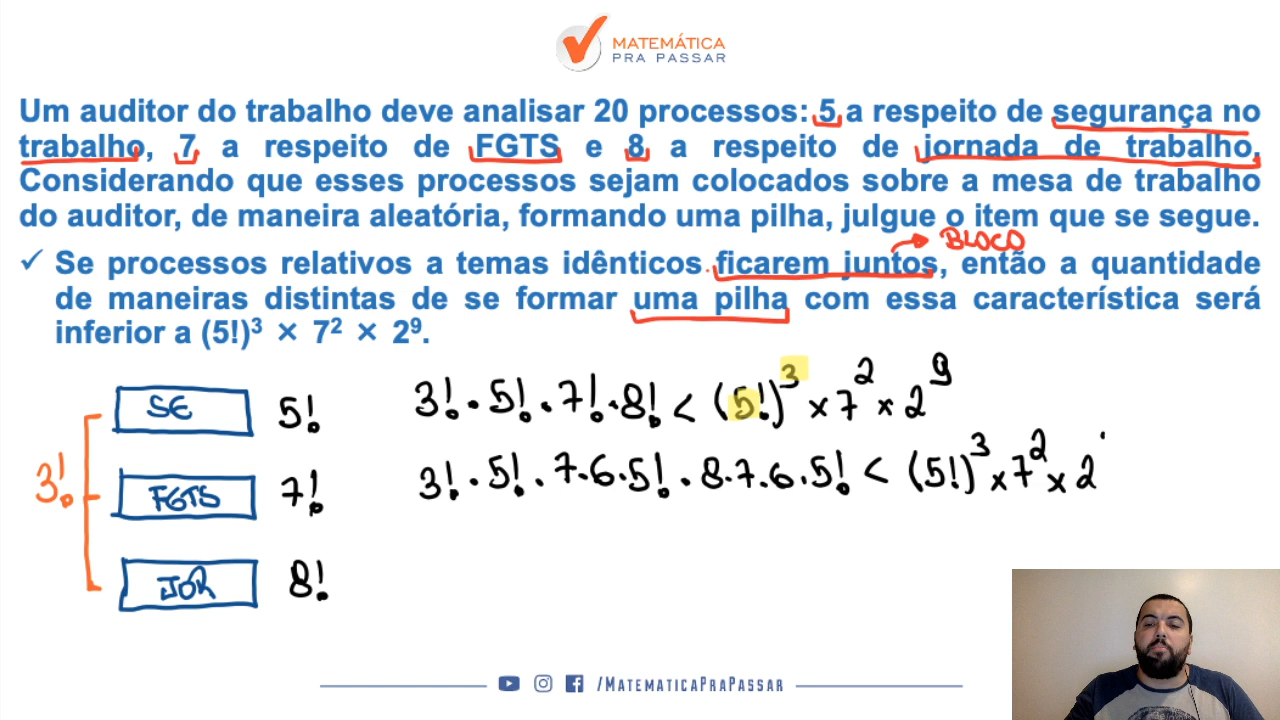 MATEMÁTICA
PRA PASSAR
Um auditor do trabalho deve analisar 20 processos: 5 a respeito de segurança no
trabalho, 7 a respeito de FGTS e 8 a respeito de jornada de trabalho.
Considerando que esses processos sejam colocados sobre a mesa de trabalho
do auditor, de maneira aleatória, formando uma pilha, julgue o item que se segue.
BLOCO
✓ Se processos relativos a temas idênticos ficarem juntos, então a quantidade
de maneiras distintas de se formar uma pilha com essa característica será
inferior a (5!)³ × 7² × 2⁹.
3!
SE 5!
FGTS 7!
JOR 8!
3! · 5! · 7! · 8! < (5!)³ × 7² × 2⁹
3! · 5! · 7·6·5! · 8·7·6·5! < (5!)³ × 7² × 2
/MATEMATICAPRAPASSAR